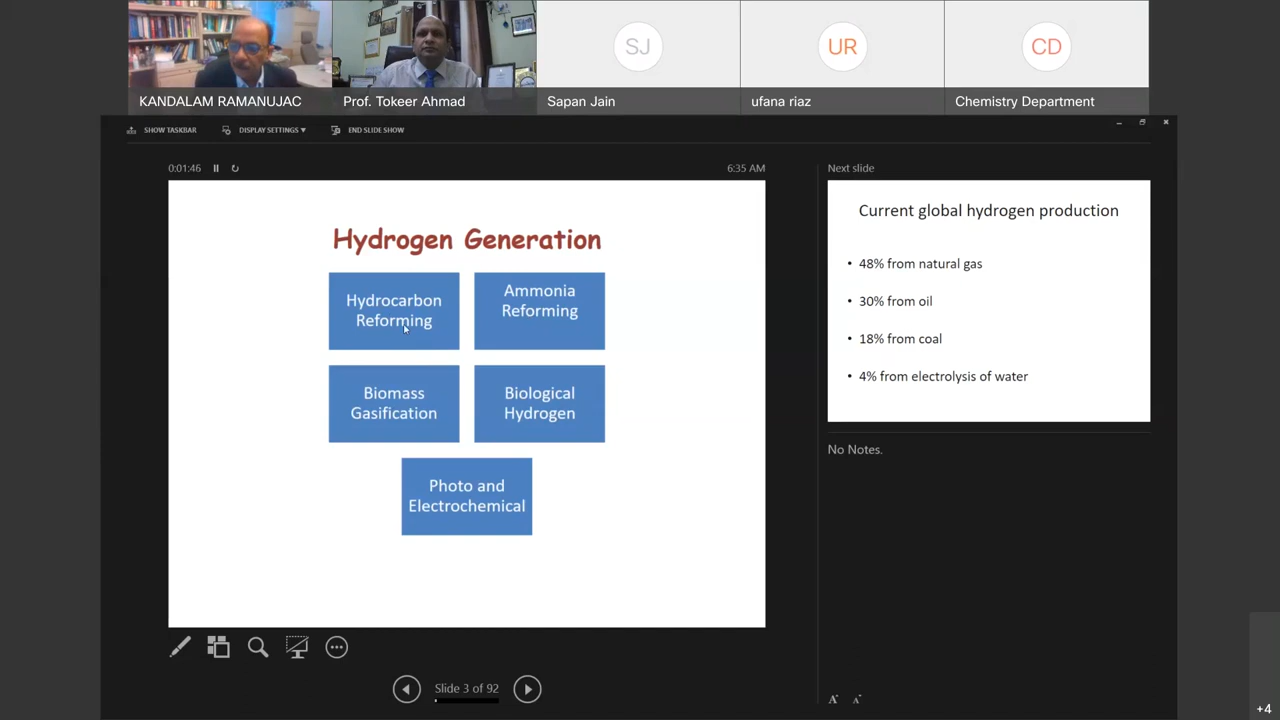 SJ
UR
CD
KANDALAM RAMANUJAC
Prof. Tokeer Ahmad
Sapan Jain
ufana riaz
Chemistry Department
SHOW TASKBAR
DISPLAY SETTINGS ▾
END SLIDE SHOW
0:01:46
6:35 AM
Hydrogen Generation
Hydrocarbon
Reforming
Ammonia
Reforming
Biomass
Gasification
Biological
Hydrogen
Photo and
Electrochemical
Slide 3 of 92
Next slide
Current global hydrogen production
• 48% from natural gas
• 30% from oil
• 18% from coal
• 4% from electrolysis of water
No Notes.
A A
+4